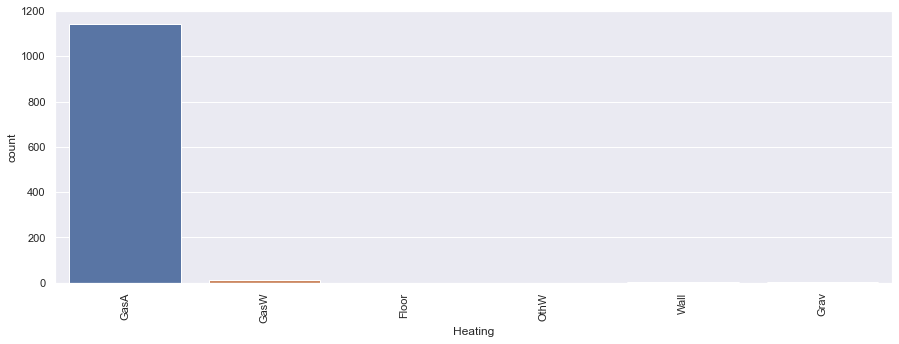 1200
1000
800
600
400
200
0
count
GasA
GasW
Floor
OthW
Wall
Grav
Heating